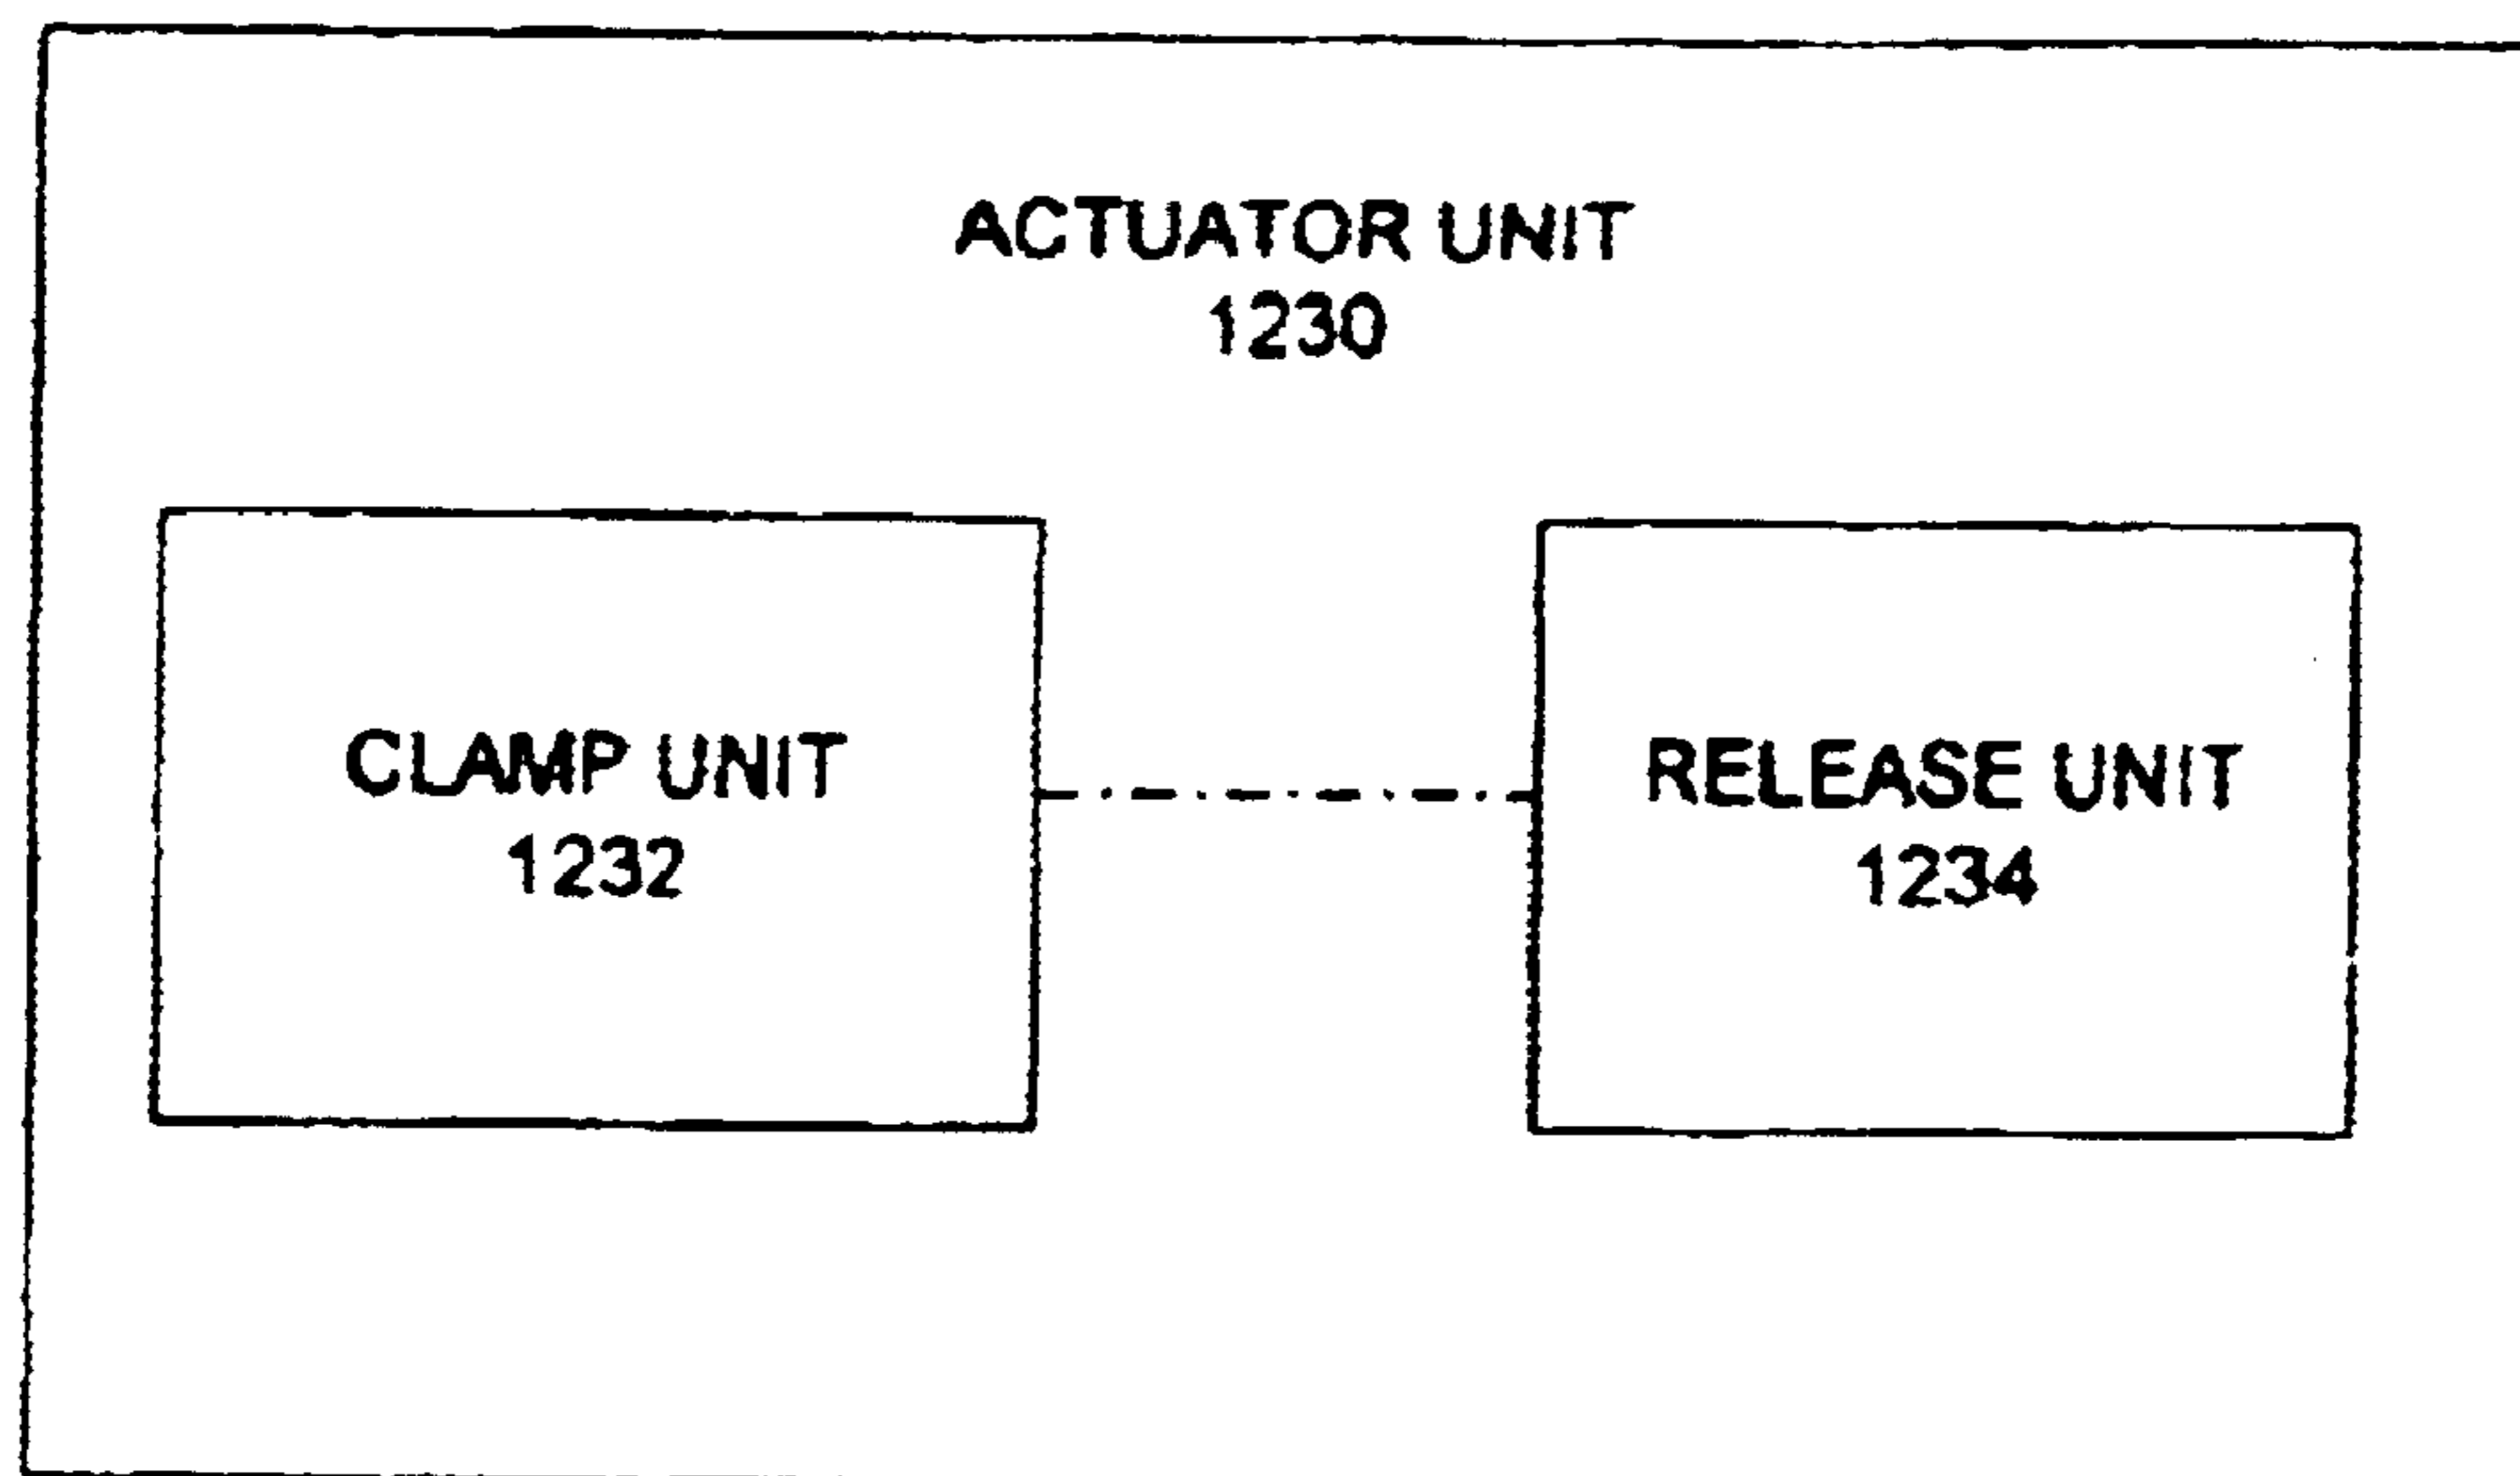 ACTUATOR UNIT
1230
CLAMP UNIT
1232
RELEASE UNIT
1234